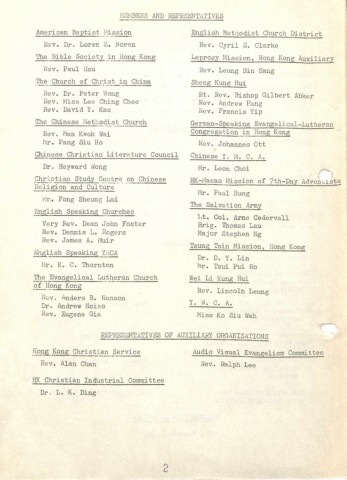 MEMBERS AND REPRESENTATIVES
American Baptist Mission
Rev. Dr. Loren E. Noren
The Bible Society in Hong Kong
Rev. Paul Hsu
The Church of Christ in China
Rev. Dr. Peter Wong
Rev. Miss Lee Ching Chee
Rev. David Y. Kao
The Chinese Methodist Church
Rev. Man Kwok Wai
Mr. Pang Siu Ho
Chinese Christian Literature Council
Dr. Hayward Wong
Christian Study Centre on Chinese
Religion and Culture
Mr. Fong Sheung Lai
English Speaking Churches
Very Rev. Dean John Foster
Rev. Dennis L. Rogers
Rev. James A. Muir
English Speaking YMCA
Mr. K. C. Thornton
The Evangelical Lutheran Church
of Hong Kong
Rev. Anders B. Hanson
Dr. Andrew Hsiao
Rev. Eugene Gia
English Methodist Church District
Rev. Cyril S. Clarke
Leprosy Mission, Hong Kong Auxiliary
Rev. Leung Sin Sang
Sheng Kung Hui
Rt. Rev. Bishop Gilbert Abker
Rev. Andrew Pang
Rev. Francis Yip
German-Speaking Evangelical-Lutheran
Congregation in Hong Kong
Rev. Johannes Ott
Chinese Y. M. C. A.
Mr. Leon Choi
HK-Macao Mission of 7th-Day Adventists
Mr. Paul Hung
The Salvation Army
Lt. Col. Arne Cedervall
Brig. Thomas Lau
Major Stephen Ng
Tsung Tsin Mission, Hong Kong
Dr. D. Y. Lin
Mr. Tsui Pui Ho
Wei Li Kung Hui
Rev. Lincoln Leung
Y. W. C. A.
Miss Ko Siu Wah
REPRESENTATIVES OF AUXILIARY ORGANISATIONS
Hong Kong Christian Service
Rev. Alan Chan
HK Christian Industrial Committee
Dr. L. K. Ding
Audio Visual Evangelism Committee
Rev. Ralph Lee
2